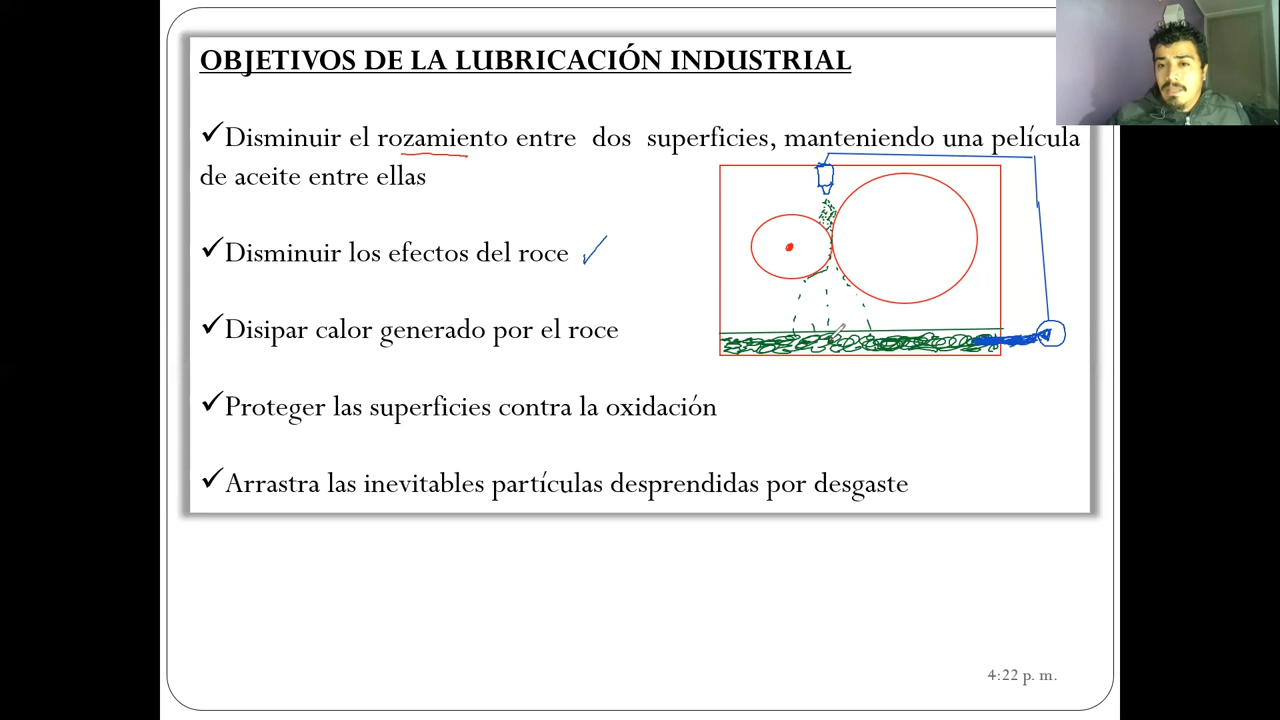 OBJETIVOS DE LA LUBRICACIÓN INDUSTRIAL
✓Disminuir el rozamiento entre dos superficies, manteniendo una película
de aceite entre ellas
✓Disminuir los efectos del roce ✓
✓Disipar calor generado por el roce
✓Proteger las superficies contra la oxidación
✓Arrastra las inevitables partículas desprendidas por desgaste
4:22 p. m.